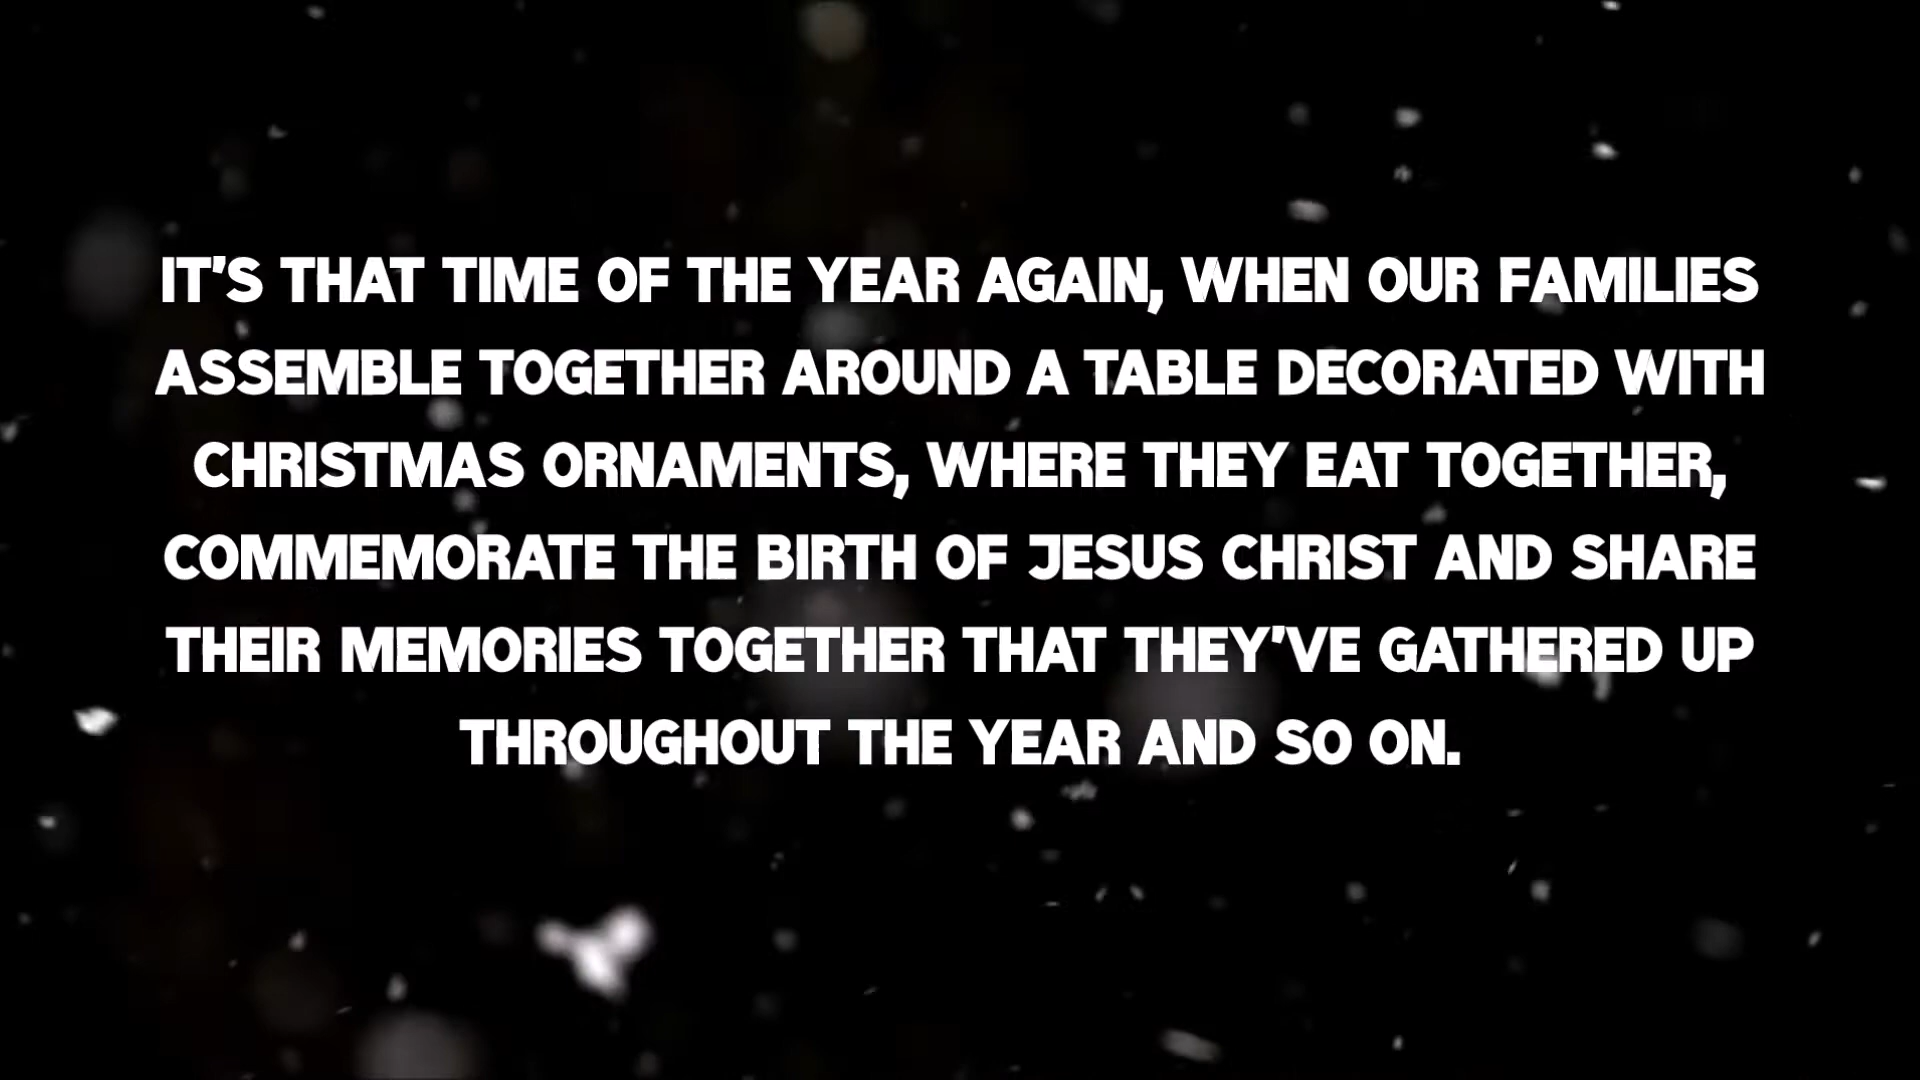 IT'S THAT TIME OF THE YEAR AGAIN, WHEN OUR FAMILIES
ASSEMBLE TOGETHER AROUND A TABLE DECORATED WITH
CHRISTMAS ORNAMENTS, WHERE THEY EAT TOGETHER,
COMMEMORATE THE BIRTH OF JESUS CHRIST AND SHARE
THEIR MEMORIES TOGETHER THAT THEY'VE GATHERED UP
THROUGHOUT THE YEAR AND SO ON.